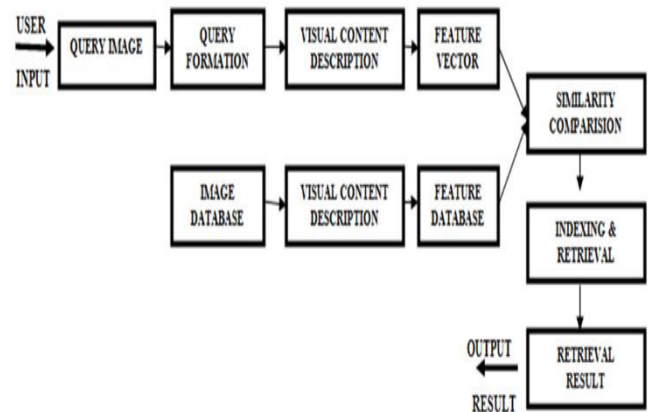 USER
INPUT
QUERY IMAGE
QUERY
FORMATION
VISUAL CONTENT
DESCRIPTION
FEATURE
VECTOR
SIMILARITY
COMPARISION
IMAGE
DATABASE
VISUAL CONTENT
DESCRIPTION
FEATURE
DATABASE
INDEXING &
RETRIEVAL
RETRIEVAL
RESULT
OUTPUT
RESULT